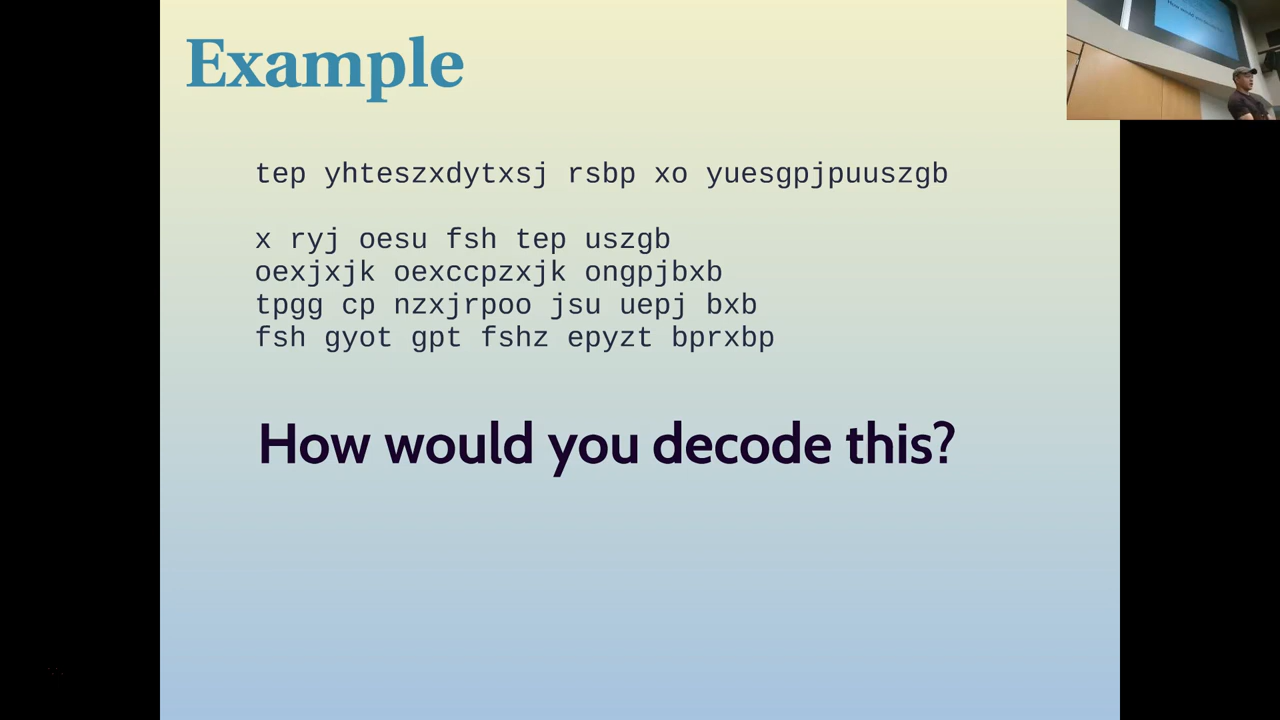 Example
tep yhteszxdytxsj rsbp xo yuesgpjpuuszgb
x ryj oesu fsh tep uszgb
oexjxjk oexccpzxjk ongpjbxb
tpgg cp nzxjrpoo jsu uepj bxb
fsh gyot gpt fshz epyzt bprxbp
How would you decode this?